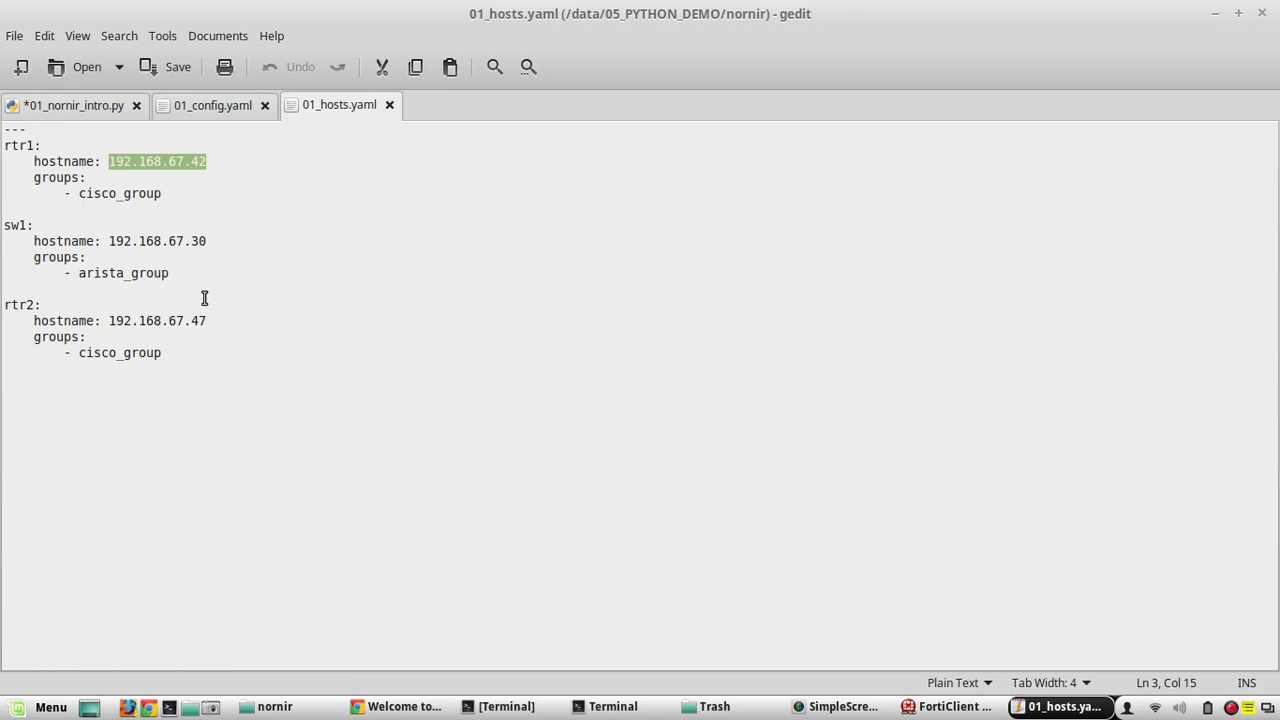 01_hosts.yaml (/data/05_PYTHON_DEMO/nornir) - gedit
File Edit View Search Tools Documents Help
Open Save Undo
*01_nornir_intro.py 01_config.yaml 01_hosts.yaml
---
rtr1:
hostname: 192.168.67.42
groups:
- cisco_group
sw1:
hostname: 192.168.67.30
groups:
- arista_group
rtr2:
hostname: 192.168.67.47
groups:
- cisco_group
Plain Text Tab Width: 4 Ln 3, Col 15 INS
Menu nornir Welcome to... [Terminal] Terminal Trash SimpleScre... FortiClient ... 01_hosts.ya...